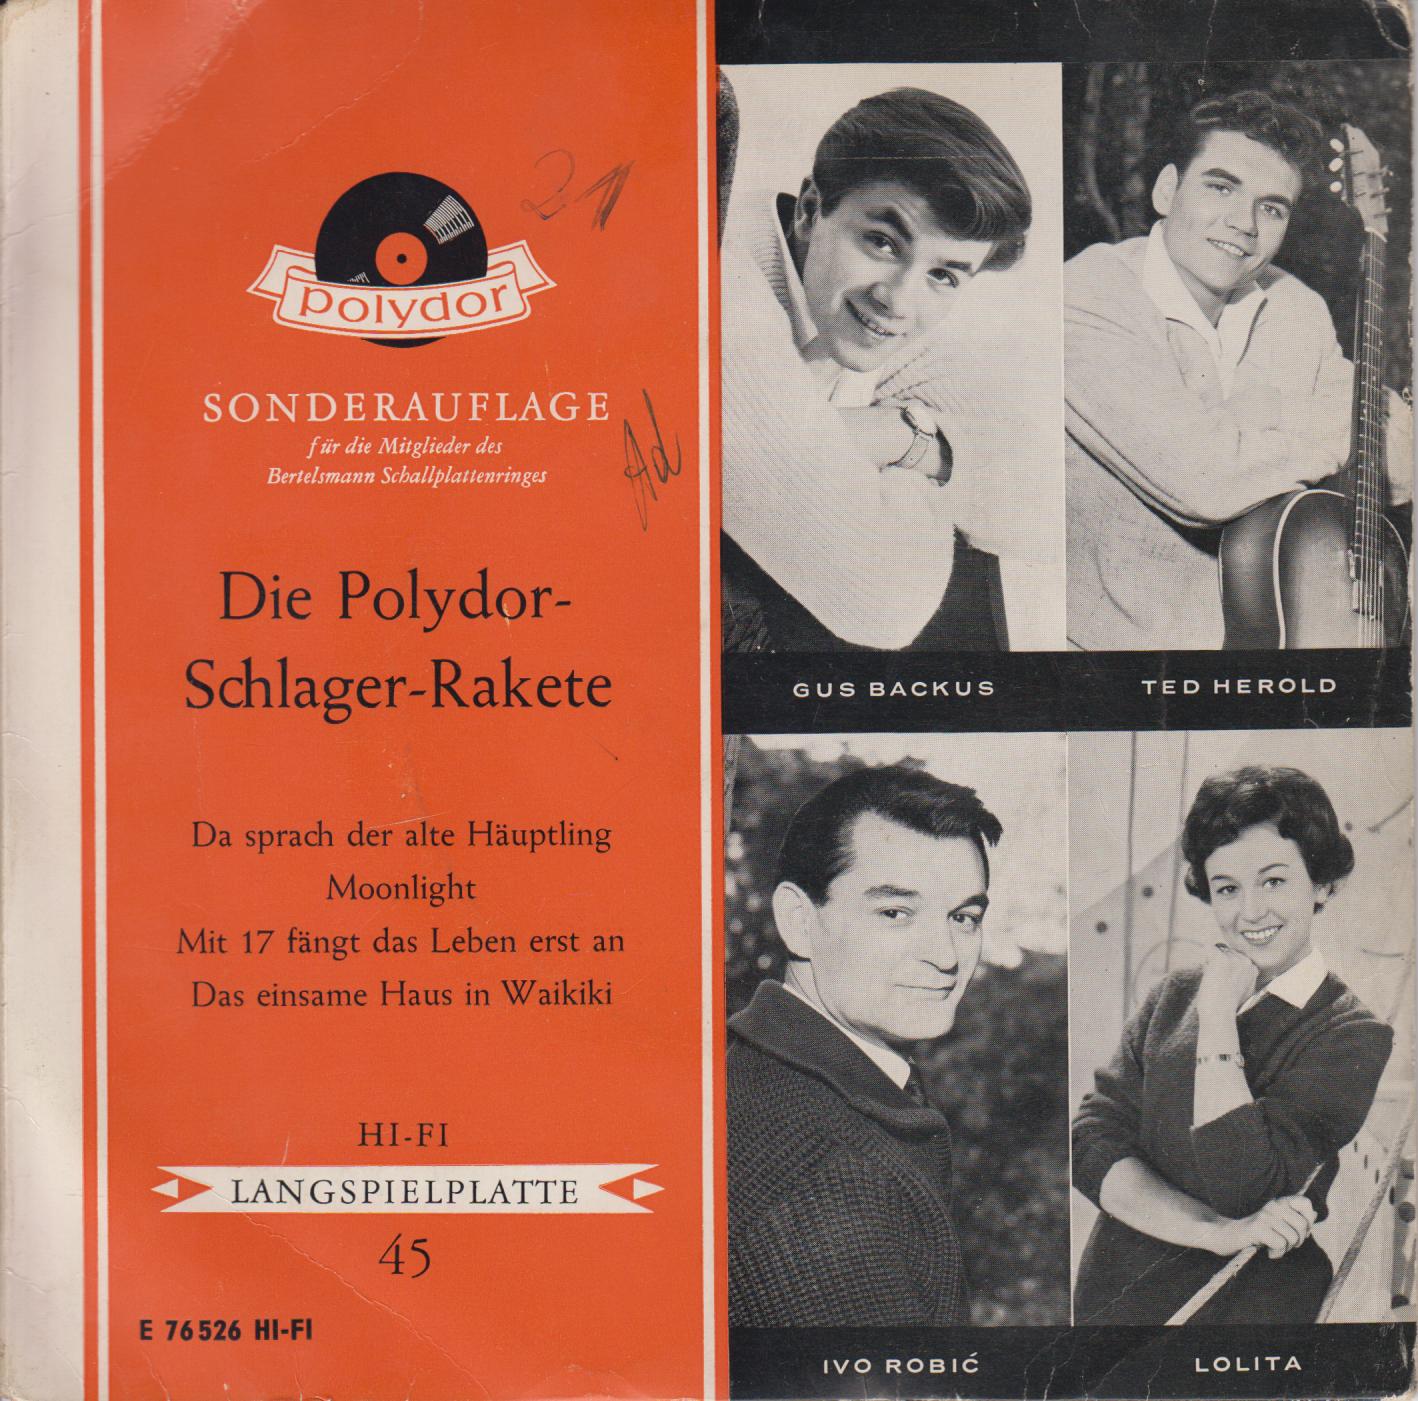 21
polydor
SONDERAUFLAGE
für die Mitglieder des
Bertelsmann Schallplattenringes
Ad
Die Polydor-
Schlager-Rakete
Da sprach der alte Häuptling
Moonlight
Mit 17 fängt das Leben erst an
Das einsame Haus in Waikiki
HI-FI
LANGSPIELPLATTE
45
E 76526 HI-FI
GUS BACKUS
TED HEROLD
IVO ROBIĆ
LOLITA